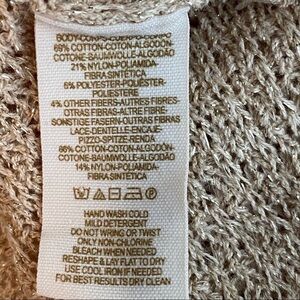 69% COTTON-COTON-ALGODÓN-
COTONE-BAUMWOLLE-ALGODÃO
21% NYLON-POLIAMIDA-
FIBRA SINTÉTICA
6% POLYESTER-POLIÉSTER-
POLIESTERE
4% OTHER FIBERS-AUTRES FIBRES-
OTRAS FIBRAS-ALTRE FIBRE-
SONSTIGE FASERN-OUTRAS FIBRAS
LACE-DENTELLE-ENCAJE-
PIZZO-SPITZE-RENDA
86% COTTON-COTON-ALGODÓN-
COTONE-BAUMWOLLE-ALGODÃO
14% NYLON-POLIAMIDA-
FIBRA SINTÉTICA
HAND WASH COLD
MILD DETERGENT
DO NOT WRING OR TWIST
ONLY NON-CHLORINE
BLEACH WHEN NEEDED
RESHAPE & LAY FLAT TO DRY
USE COOL IRON IF NEEDED
FOR BEST RESULTS DRY CLEAN